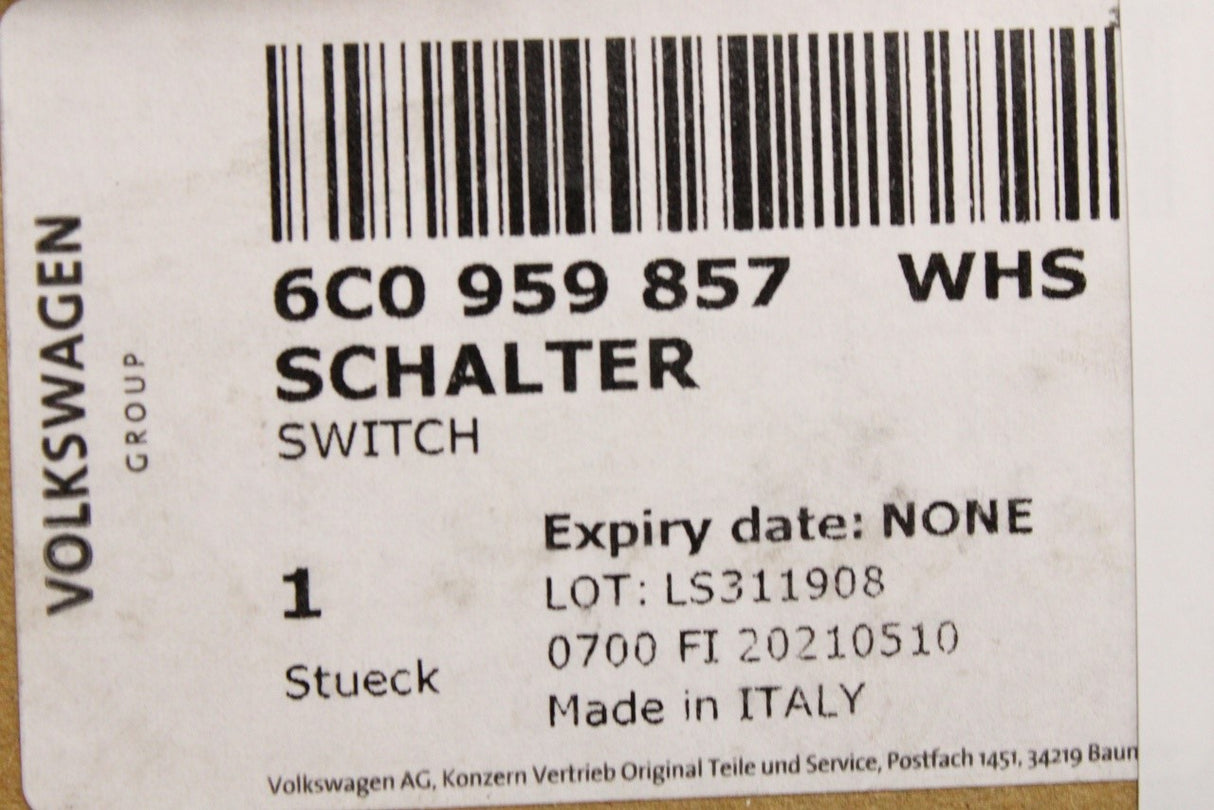 VOLKSWAGEN
GROUP
6C0 959 857 WHS
SCHALTER
SWITCH
Expiry date: NONE
1
LOT: LS311908
0700 FI 20210510
Stueck
Made in ITALY
Volkswagen AG, Konzern Vertrieb Original Teile und Service, Postfach 1451, 34219